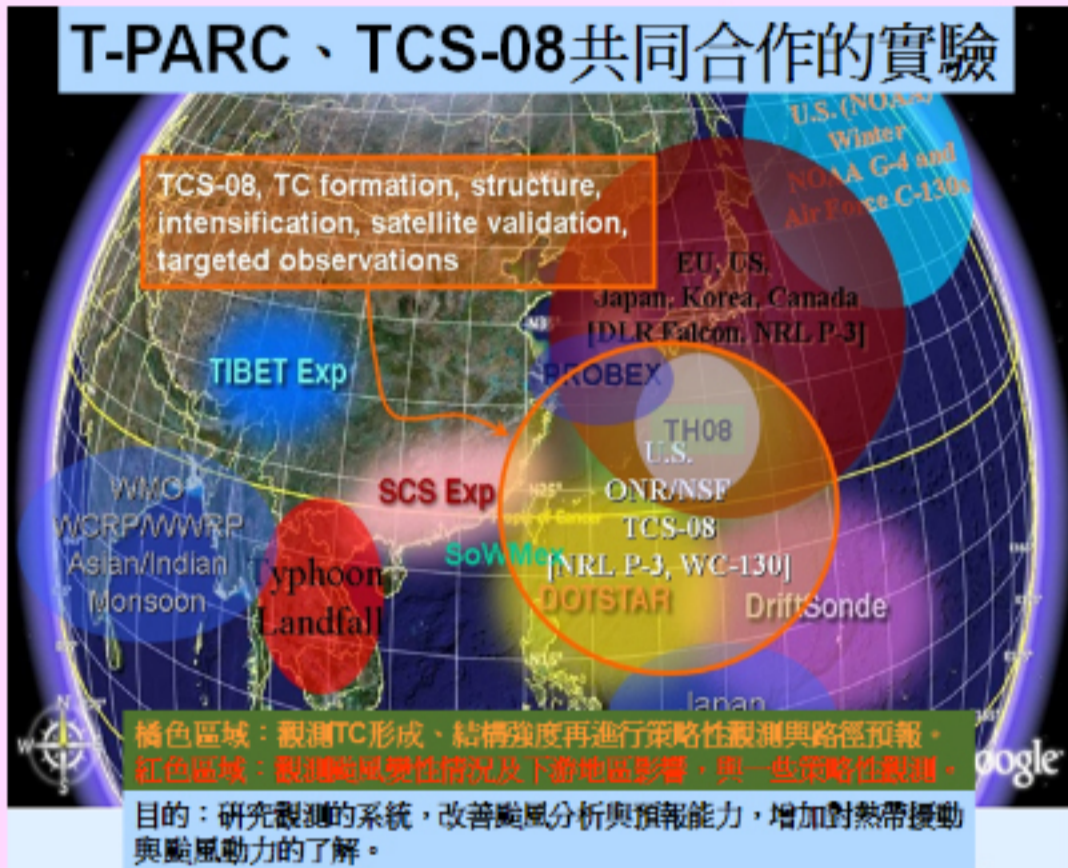 T-PARC、TCS-08共同合作的實驗
U.S. (NOAA)
Winter
NOAA G-4 and
Air Force C-130s
TCS-08, TC formation, structure,
intensification, satellite validation,
targeted observations
EU, US,
Japan, Korea, Canada
[DLR Falcon, NRL P-3]
TIBET Exp
PROBEX
TH08
U.S.
ONR/NSF
TCS-08
[NRL P-3, WC-130]
SCS Exp
WMO
WCRP/WWRP
Asian/Indian
Monsoon
Typhoon
Landfall
SoWMex
DOTSTAR
DriftSonde
Japan
N
W
S
橘色區域：觀測TC形成、結構強度再進行策略性觀測與路徑預報。
紅色區域：觀測颱風變性情況及下游地區影響，與一些策略性觀測。
oogle
目的：研究觀測的系統，改善颱風分析與預報能力，增加對熱帶擾動
與颱風動力的了解。